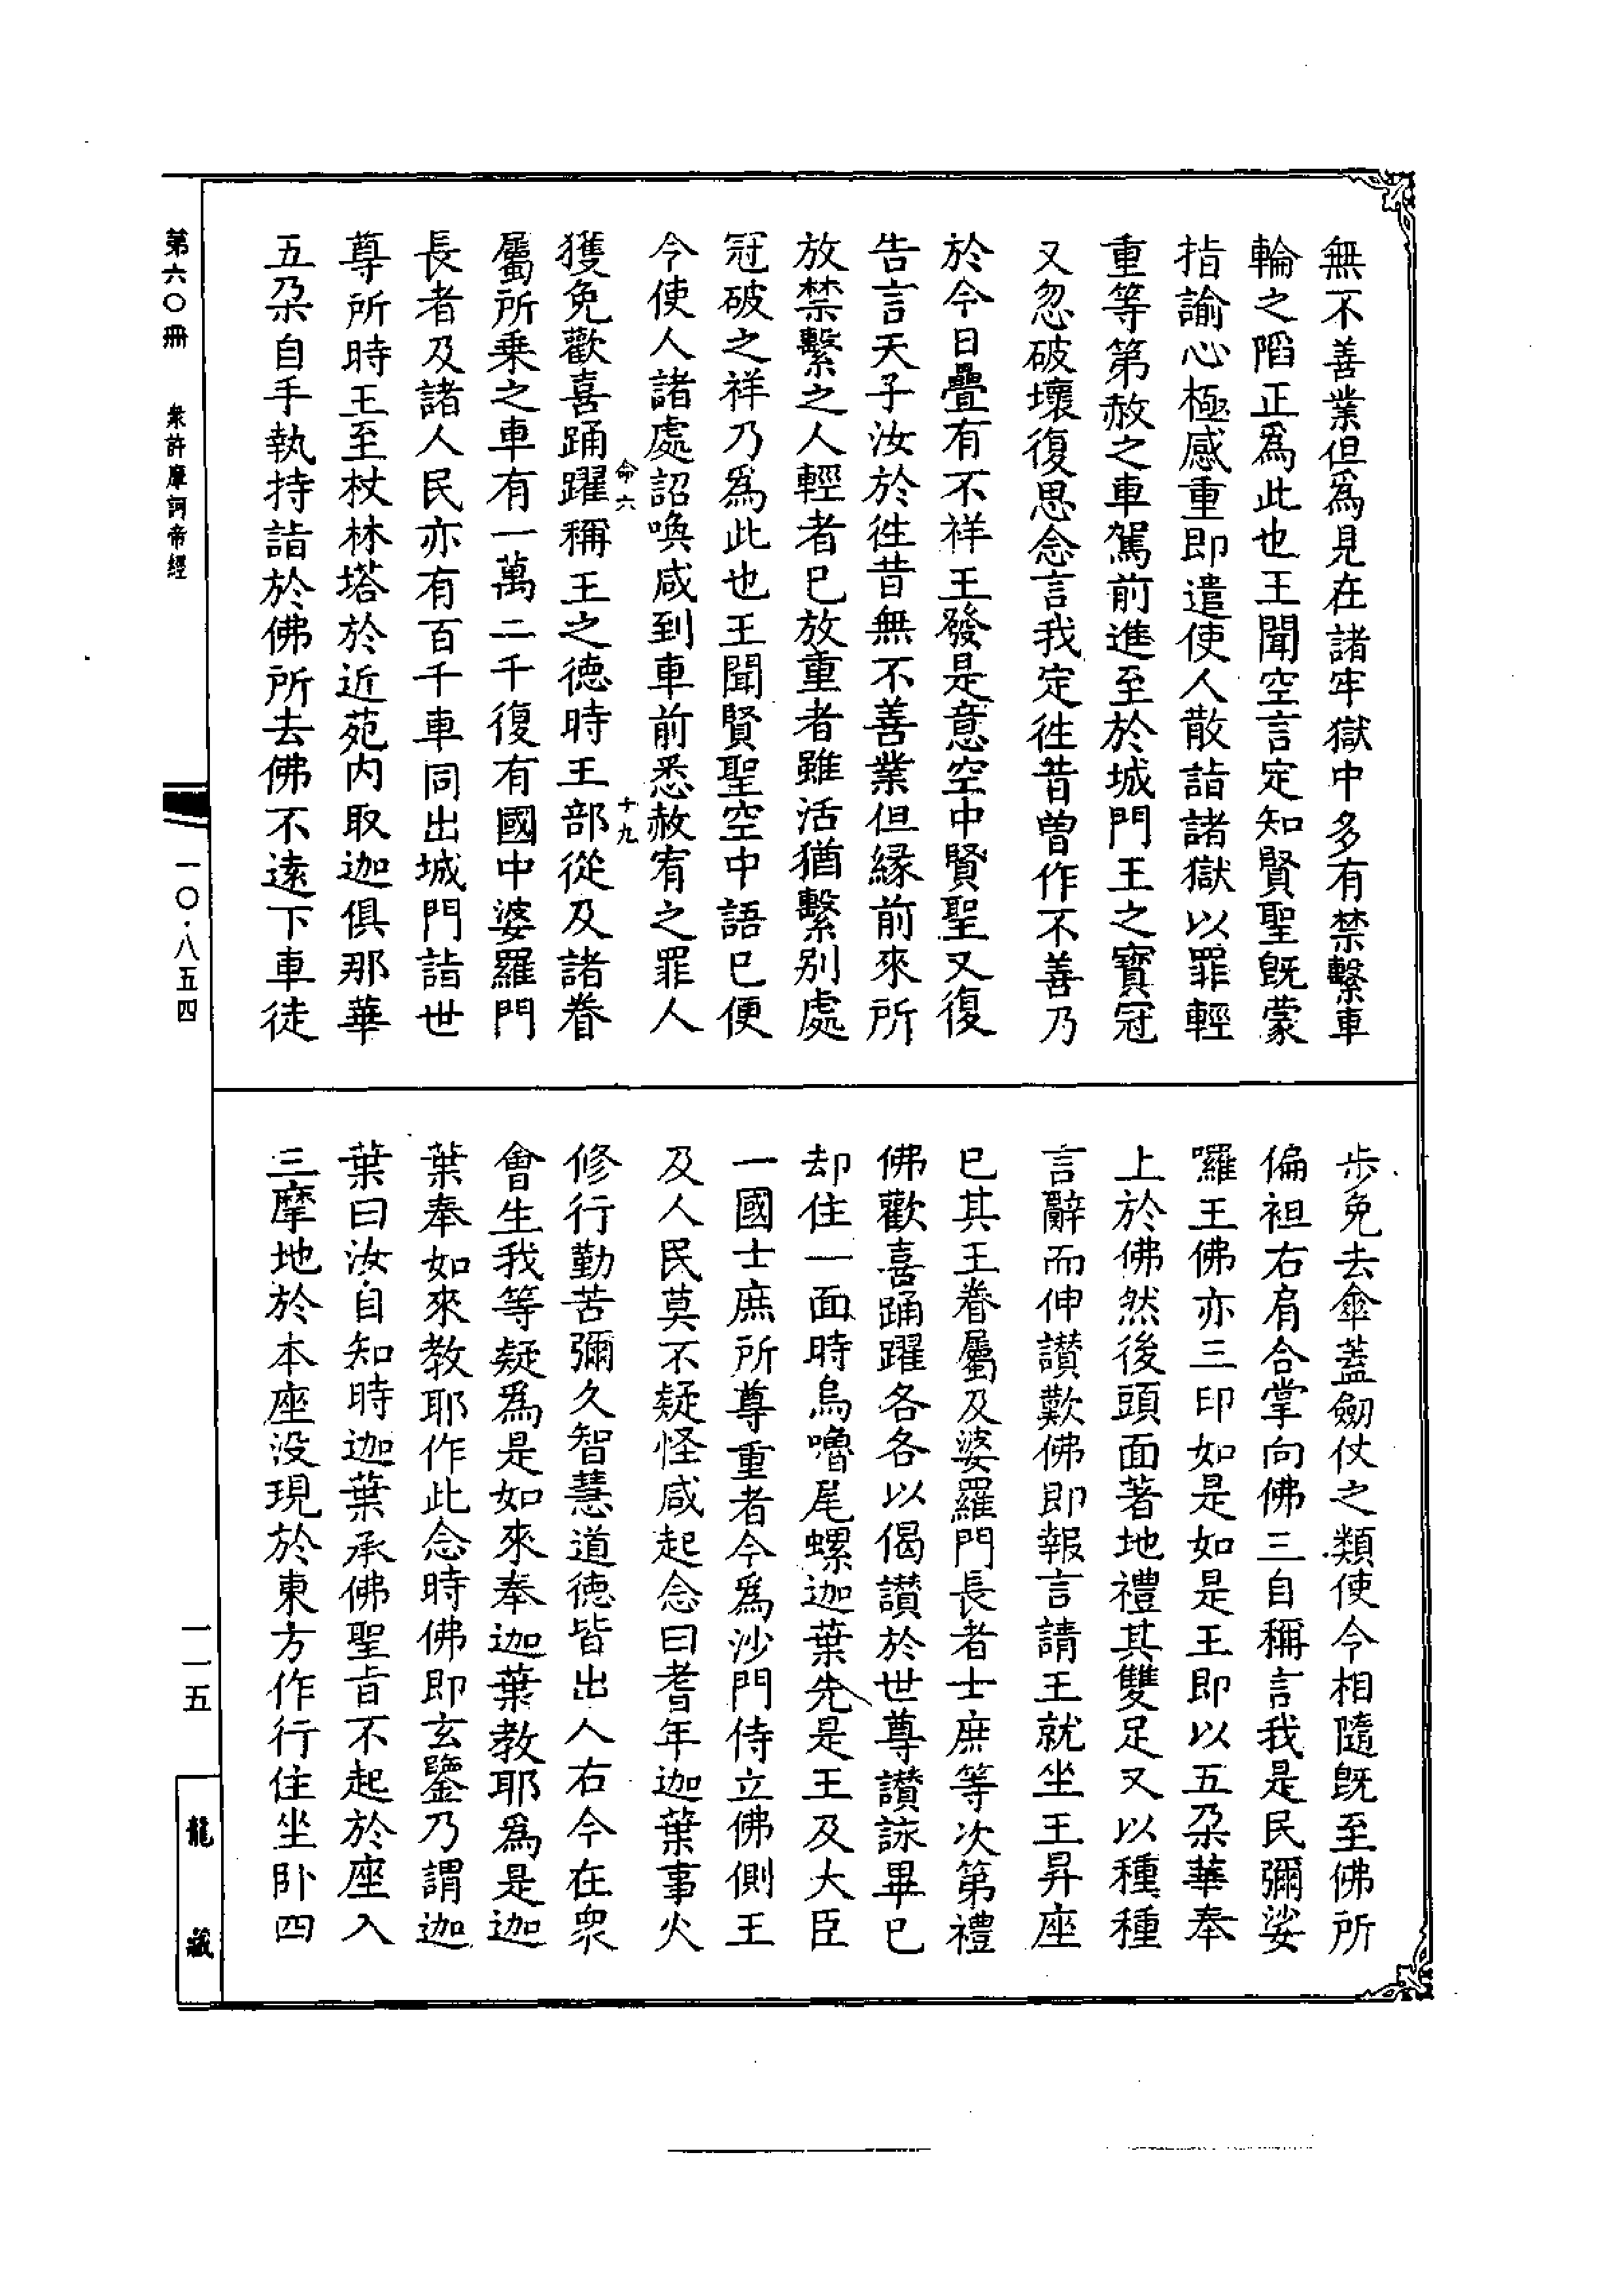 無不善業但爲見在諸牢獄中多有禁繫車
輪之陷正爲此也王聞空言定知賢聖旣蒙
指諭心極感重即遣使人散詣諸獄以罪輕
重等第赦之車駕前進至於城門王之寳冠
又忽破壞復思念言我定徃昔曽作不善乃
於今日疊有不祥王發是意空中賢聖又復
告言天子汝於徃昔無不善業但緣前來所
放禁繫之人輕者巳放重者雖活猶繫别處
冠破之祥乃爲此也王聞賢聖空中語巳便
今使人諸處詔喚咸到車前悉赦宥之罪人
命六
十九
獲免歡喜踊躍稱王之德時王部從及諸眷
屬所乗之車有一萬二千復有國中婆羅門
長者及諸人民亦有百千車同出城門詣世
尊所時王至杖林塔於近苑内取迦俱那華
五朶自手執持詣於佛所去佛不遠下車徒
步免去傘蓋劒仗之類使令相隨旣至佛所
偏袒右肩合掌向佛三自稱言我是民彌娑
囉王佛亦三印如是如是王即以五朶華奉
上於佛然後頭面著地禮其雙足又以種種
言辭而伸讃歎佛即報言請王就坐王昇座
巳其王眷屬及婆羅門長者士庶等次第禮
佛歡喜踊躍各各以偈讃於世尊讃詠畢巳
却住一面時烏嚕尾螺迦葉先是王及大臣
一國士庶所尊重者今爲沙門侍立佛側王
及人民莫不疑怪咸起念曰耆年迦葉事火
修行勤苦彌久智慧道德皆出人右今在衆
會生我等疑爲是如來奉迦葉教耶爲是迦
葉奉如來教耶作此念時佛即玄鑒乃謂迦
葉曰汝自知時迦葉承佛聖旨不起於座入
三摩地於本座没現於東方作行住坐卧四
第六〇冊 衆許摩訶帝經
一〇·八五四
一一五
龍藏